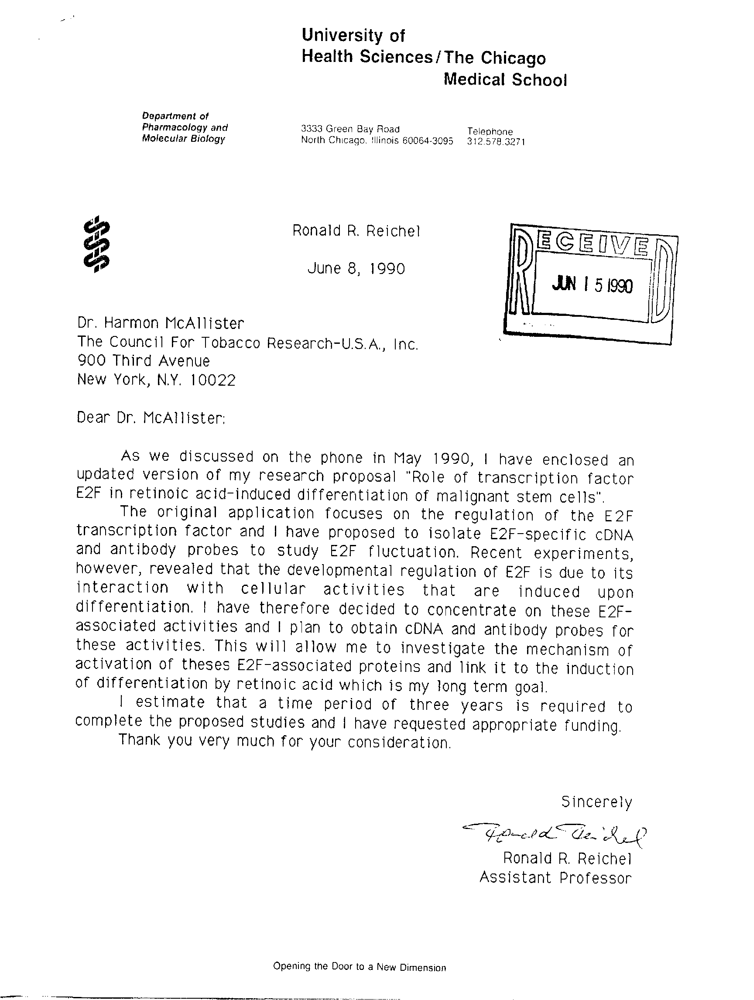 University of
Health Sciences/The Chicago
Medical School
Department of
Pharmacology and
Molecular Biology
3333 Green Bay Road
North Chicago, Illinois 60064-3095
Telephone
312.578.3271
Ronald R. Reichel
June 8, 1990
RECEIVED
JUN 15 1990
Dr. Harmon McAllister
The Council For Tobacco Research-U.S.A., Inc.
900 Third Avenue
New York, N.Y. 10022
Dear Dr. McAllister:
As we discussed on the phone in May 1990, I have enclosed an
updated version of my research proposal "Role of transcription factor
E2F in retinoic acid-induced differentiation of malignant stem cells".
The original application focuses on the regulation of the E2F
transcription factor and I have proposed to isolate E2F-specific cDNA
and antibody probes to study E2F fluctuation. Recent experiments,
however, revealed that the developmental regulation of E2F is due to its
interaction with cellular activities that are induced upon
differentiation. I have therefore decided to concentrate on these E2F-
associated activities and I plan to obtain cDNA and antibody probes for
these activities. This will allow me to investigate the mechanism of
activation of theses E2F-associated proteins and link it to the induction
of differentiation by retinoic acid which is my long term goal.
I estimate that a time period of three years is required to
complete the proposed studies and I have requested appropriate funding.
Thank you very much for your consideration.
Sincerely
Ronald Reichel
Ronald R. Reichel
Assistant Professor
Opening the Door to a New Dimension